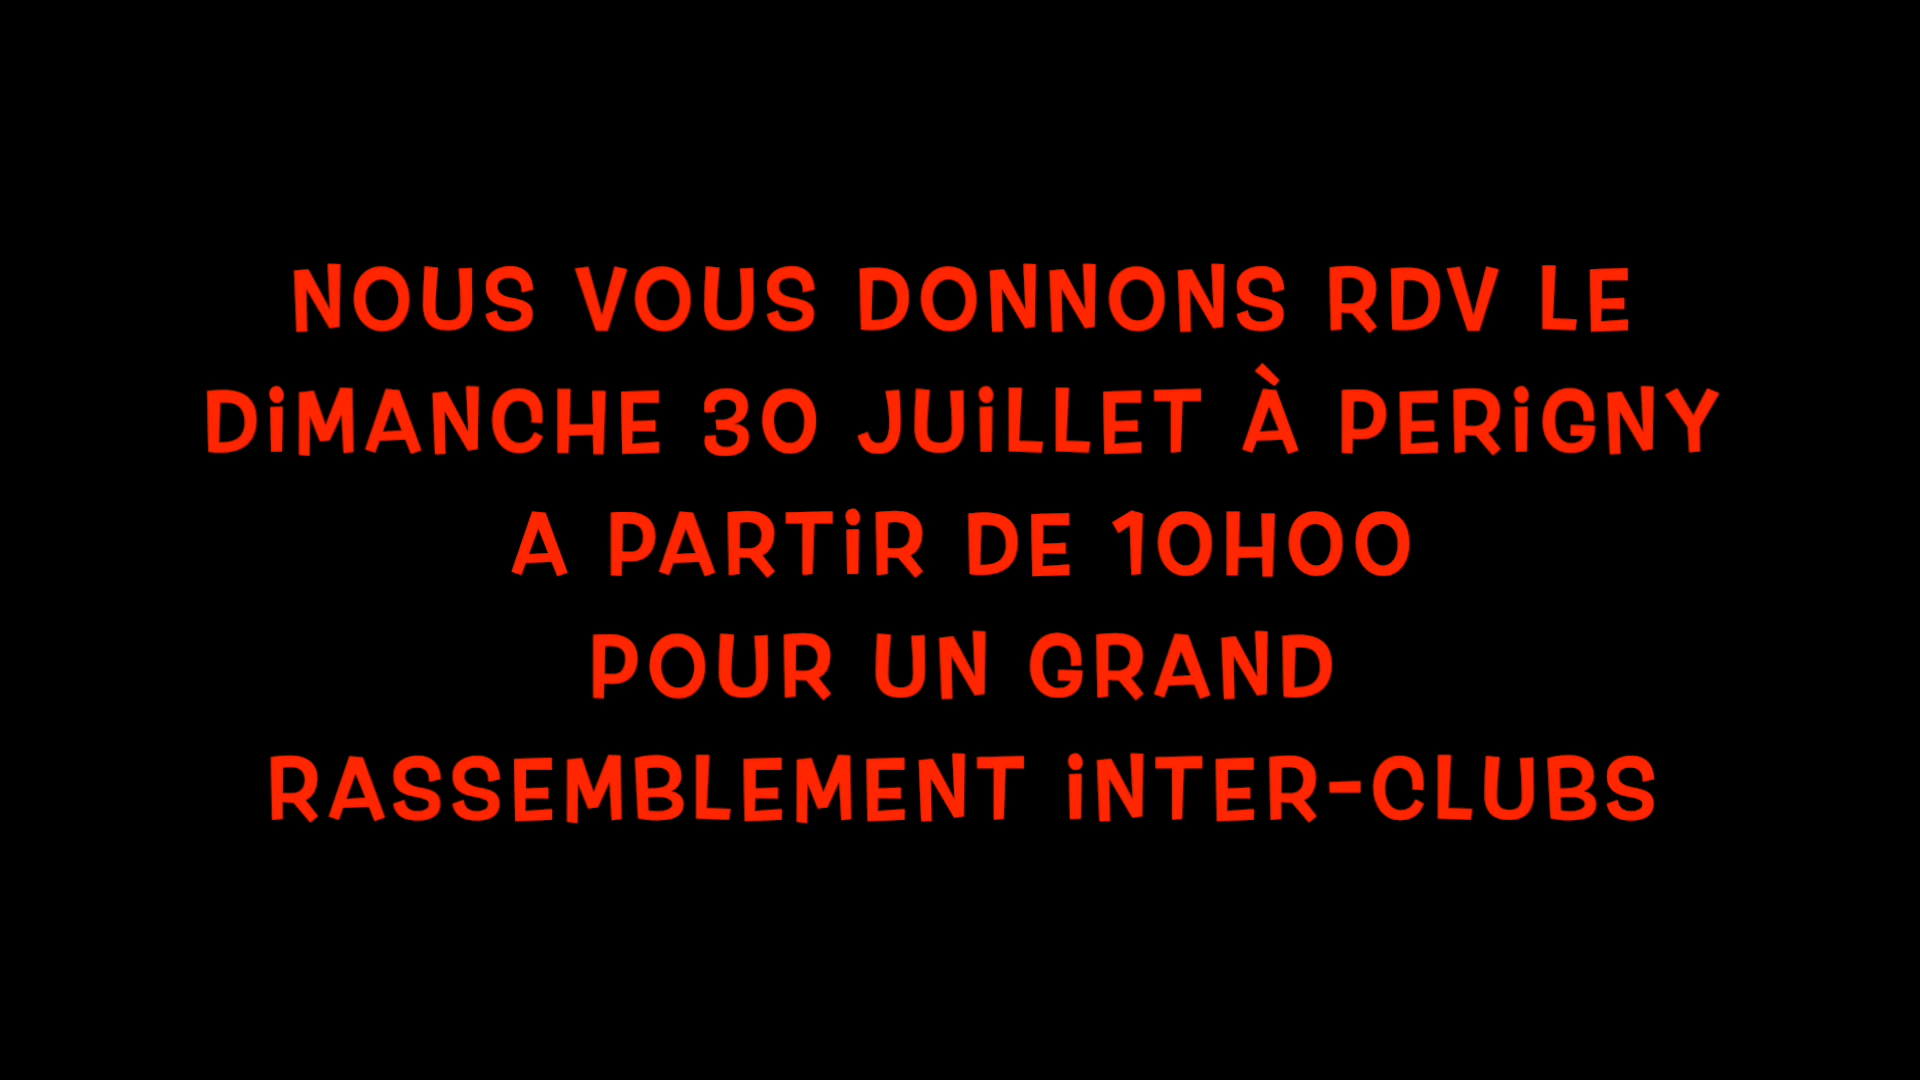 NOUS VOUS DONNONS RDV LE
DiMANCHE 30 JUiLLET À PERiGNY
A PARTiR DE 10H00
POUR UN GRAND
RASSEMBLEMENT iNTER-CLUBS